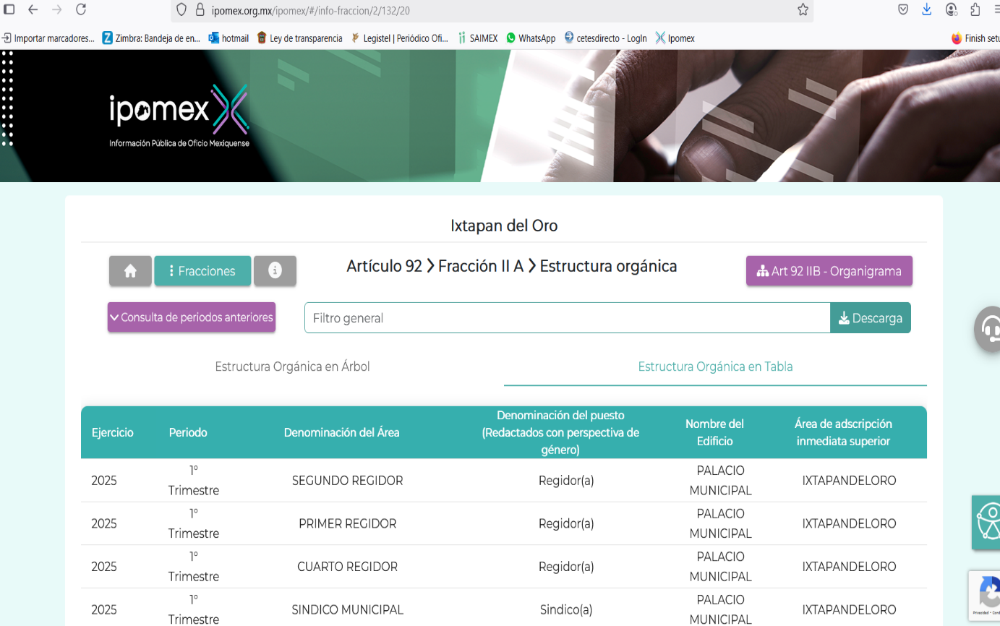 ipomex.org.mx/ipomex/#/info-fraccion/2/132/20
Importar marcadores... Zimbra: Bandeja de en... hotmail Ley de transparencia Legistel | Periódico Ofi... SAIMEX WhatsApp cetesdirecto - LogIn Ipomex Finish setu
ipomex
Información Pública de Oficio Mexiquense
Ixtapan del Oro
Fracciones
Artículo 92 > Fracción II A > Estructura orgánica
Art 92 IIB - Organigrama
Consulta de periodos anteriores
Filtro general
Descarga
Estructura Orgánica en Árbol
Estructura Orgánica en Tabla
Ejercicio Periodo Denominación del Área Denominación del puesto (Redactados con perspectiva de género) Nombre del Edificio Área de adscripción inmediata superior
2025 1º Trimestre SEGUNDO REGIDOR Regidor(a) PALACIO MUNICIPAL IXTAPANDELORO
2025 1º Trimestre PRIMER REGIDOR Regidor(a) PALACIO MUNICIPAL IXTAPANDELORO
2025 1º Trimestre CUARTO REGIDOR Regidor(a) PALACIO MUNICIPAL IXTAPANDELORO
2025 1º Trimestre SINDICO MUNICIPAL Sindico(a) PALACIO MUNICIPAL IXTAPANDELORO
Privacidad - Cond